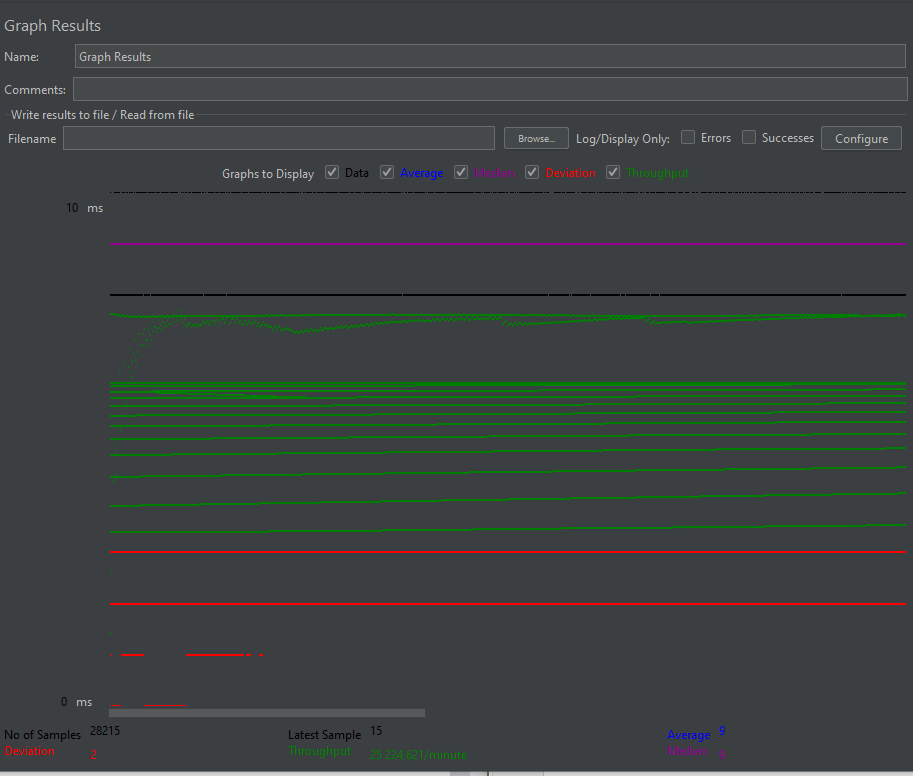 Graph Results
Name: Graph Results
Comments:
Write results to file / Read from file
Filename Browse... Log/Display Only: Errors Successes Configure
Graphs to Display Data Average Median Deviation Throughput
10 ms
0 ms
No of Samples 28215 Latest Sample 15 Average 9
Deviation 2 Throughput 25,224.621/minute Median 9